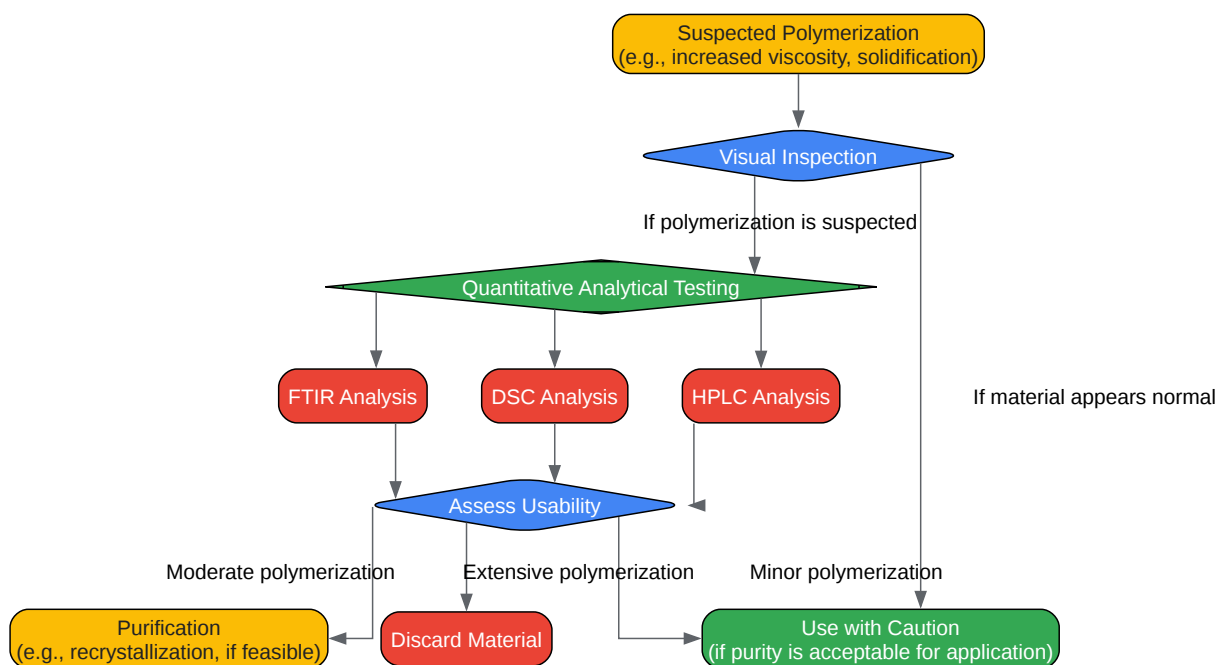 Suspected Polymerization
(e.g., increased viscosity, solidification)
Visual Inspection
If polymerization is suspected
Quantitative Analytical Testing
FTIR Analysis
DSC Analysis
HPLC Analysis
If material appears normal
Assess Usability
Moderate polymerization
Extensive polymerization
Minor polymerization
Purification
(e.g., recrystallization, if feasible)
Discard Material
Use with Caution
(if purity is acceptable for application)